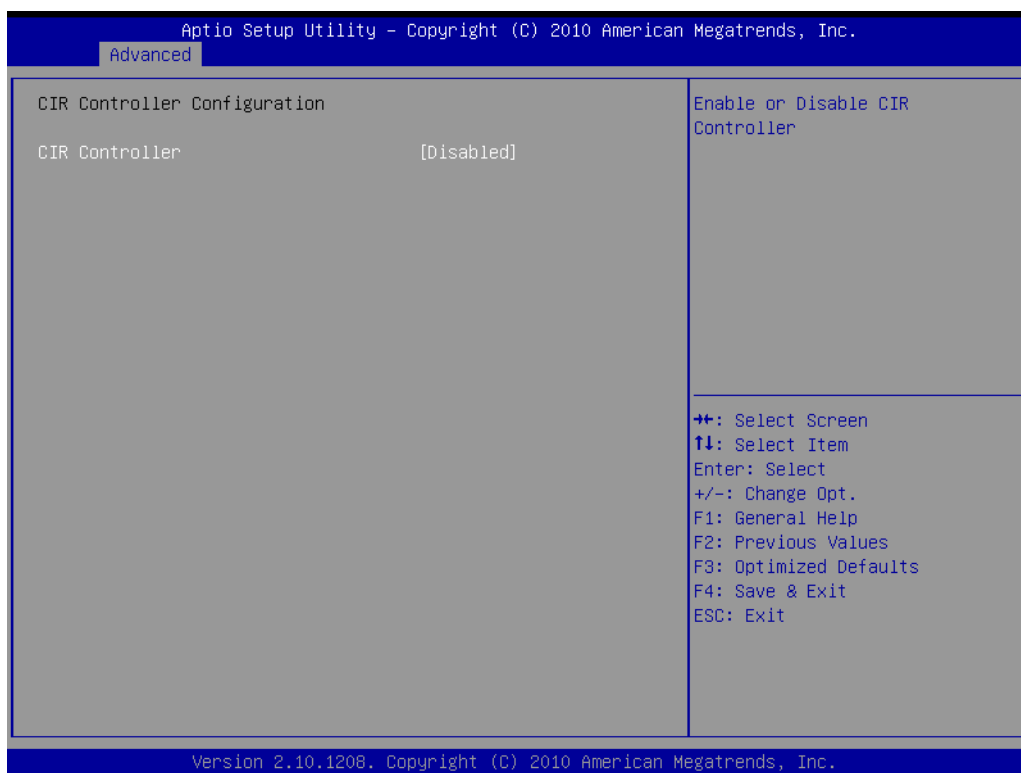 Aptio Setup Utility – Copyright (C) 2010 American Megatrends, Inc.
Advanced
CIR Controller Configuration
CIR Controller [Disabled]
Enable or Disable CIR
Controller
→←: Select Screen
↑↓: Select Item
Enter: Select
+/-: Change Opt.
F1: General Help
F2: Previous Values
F3: Optimized Defaults
F4: Save & Exit
ESC: Exit
Version 2.10.1208. Copyright (C) 2010 American Megatrends, Inc.